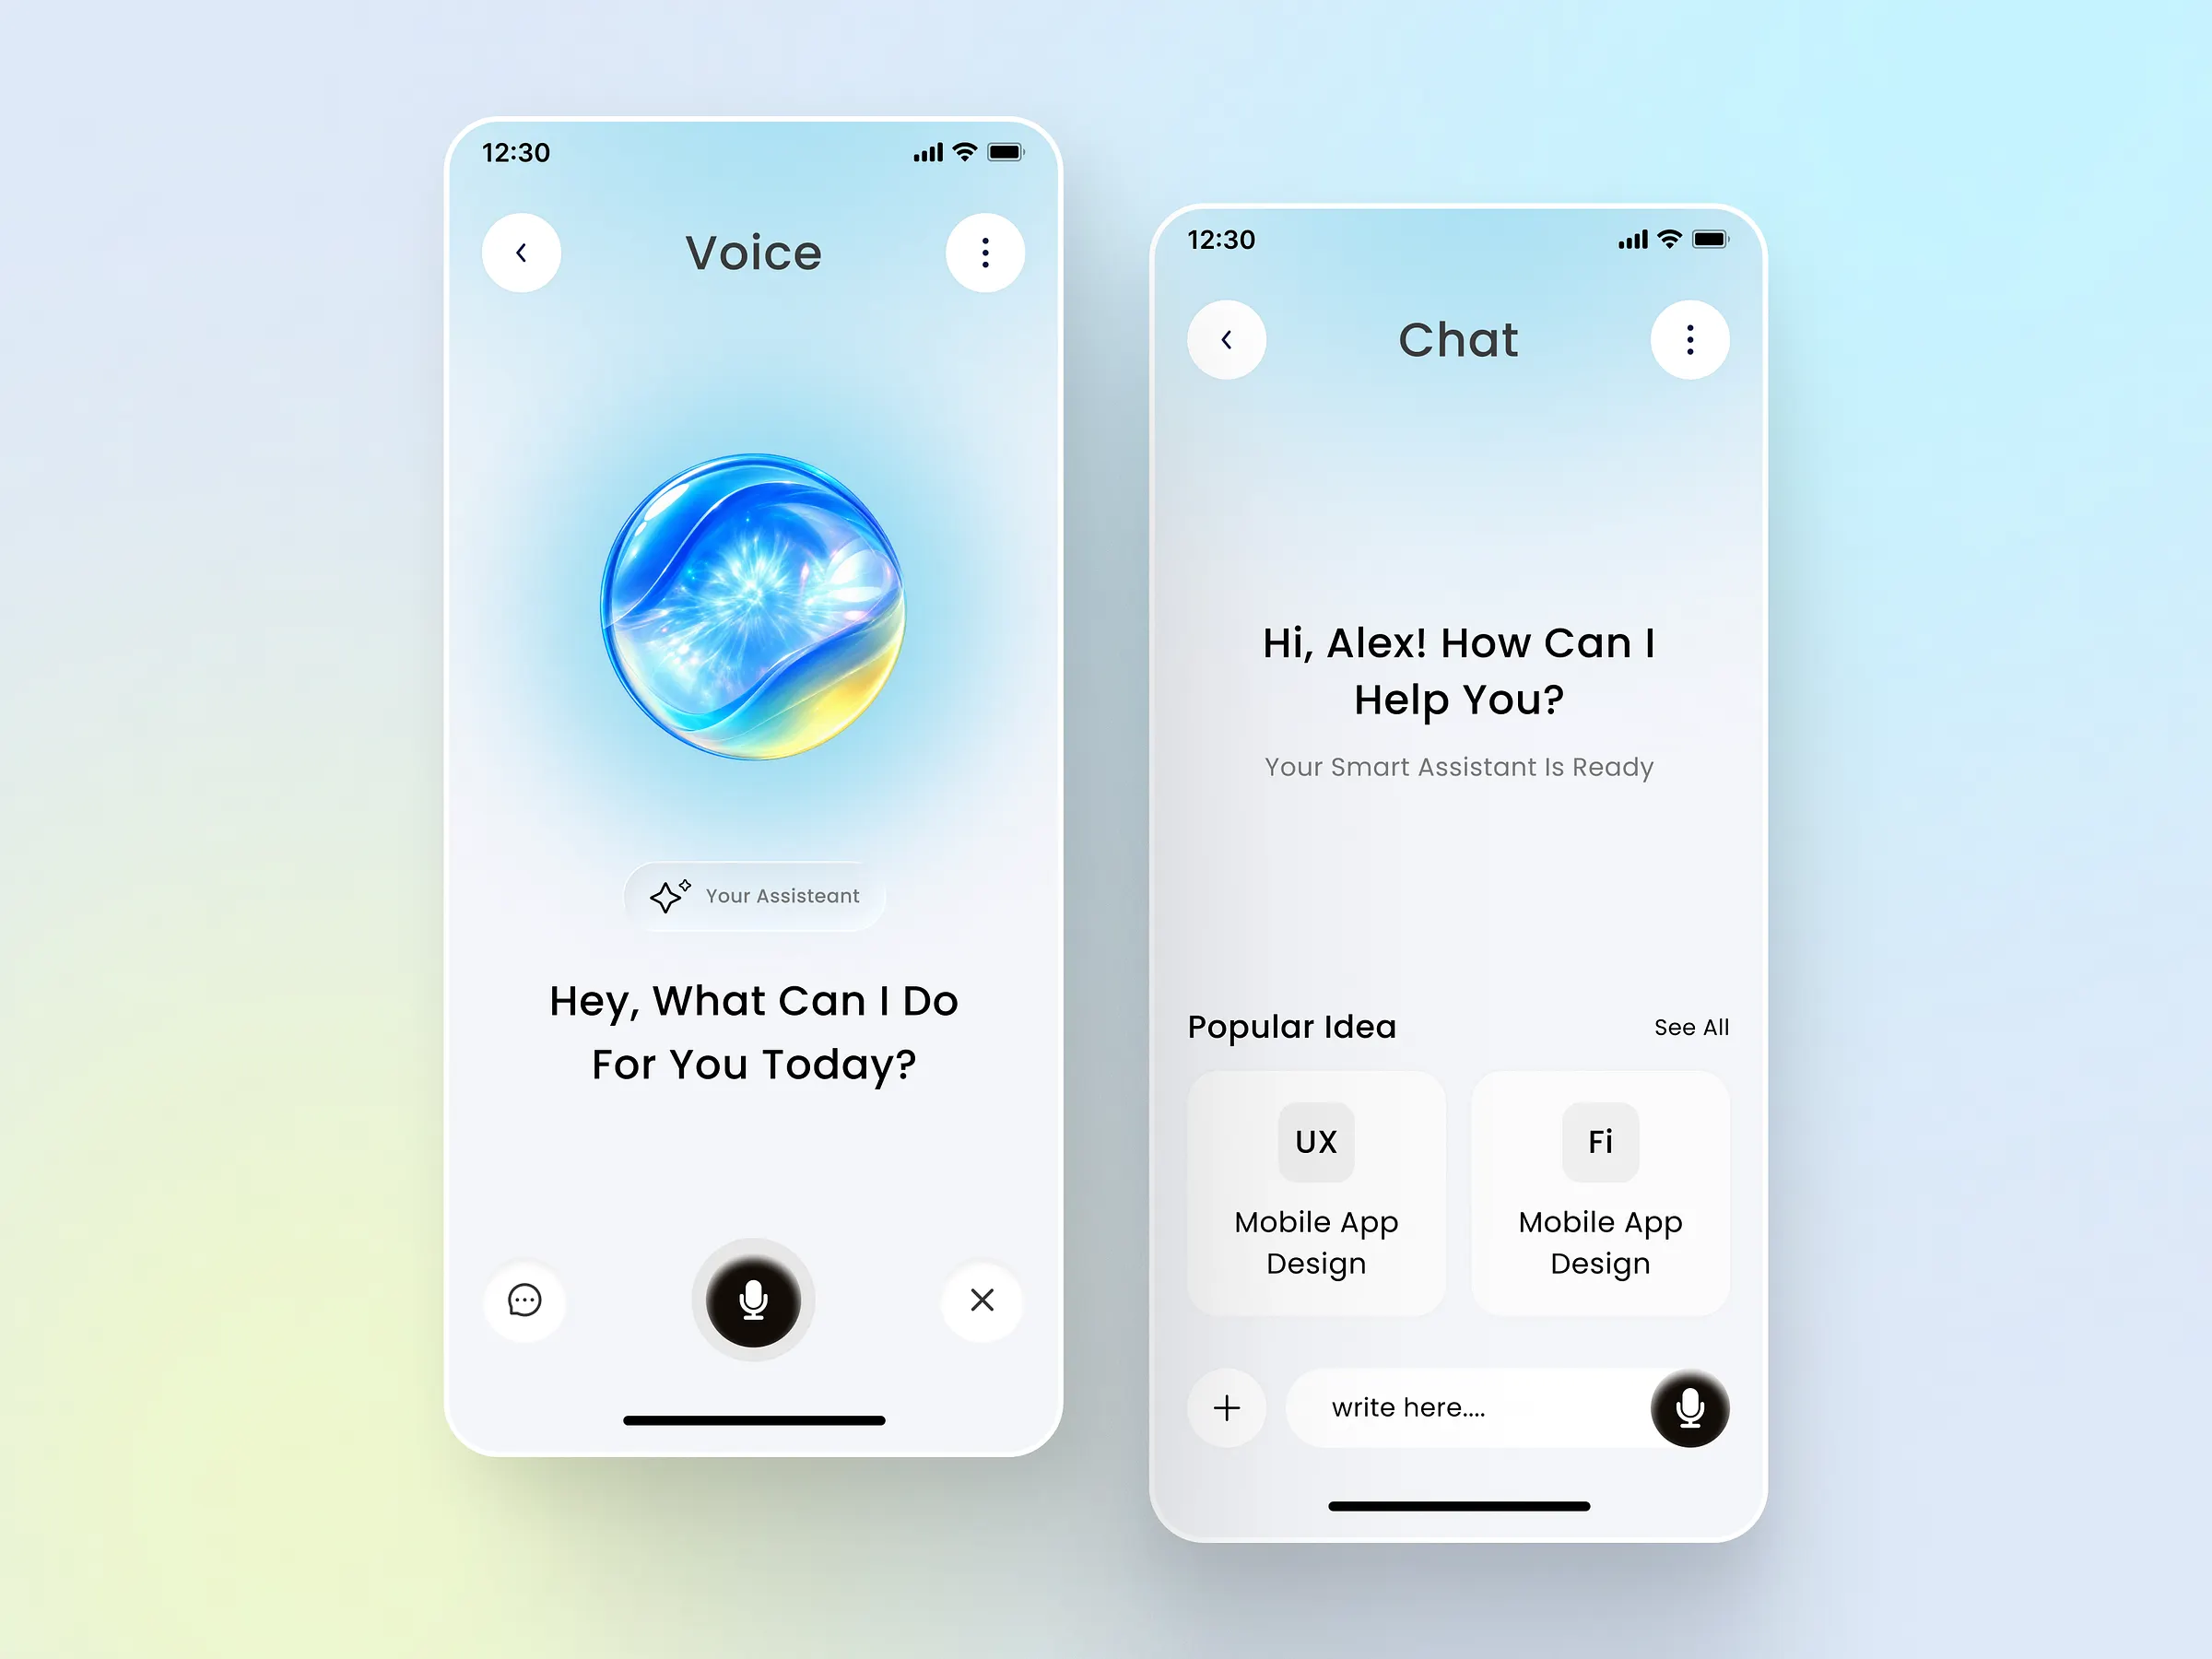 12:30
Voice
Your Assisteant
Hey, What Can I Do
For You Today?
12:30
Chat
Hi, Alex! How Can I
Help You?
Your Smart Assistant Is Ready
Popular Idea
See All
UX
Mobile App
Design
Fi
Mobile App
Design
write here....